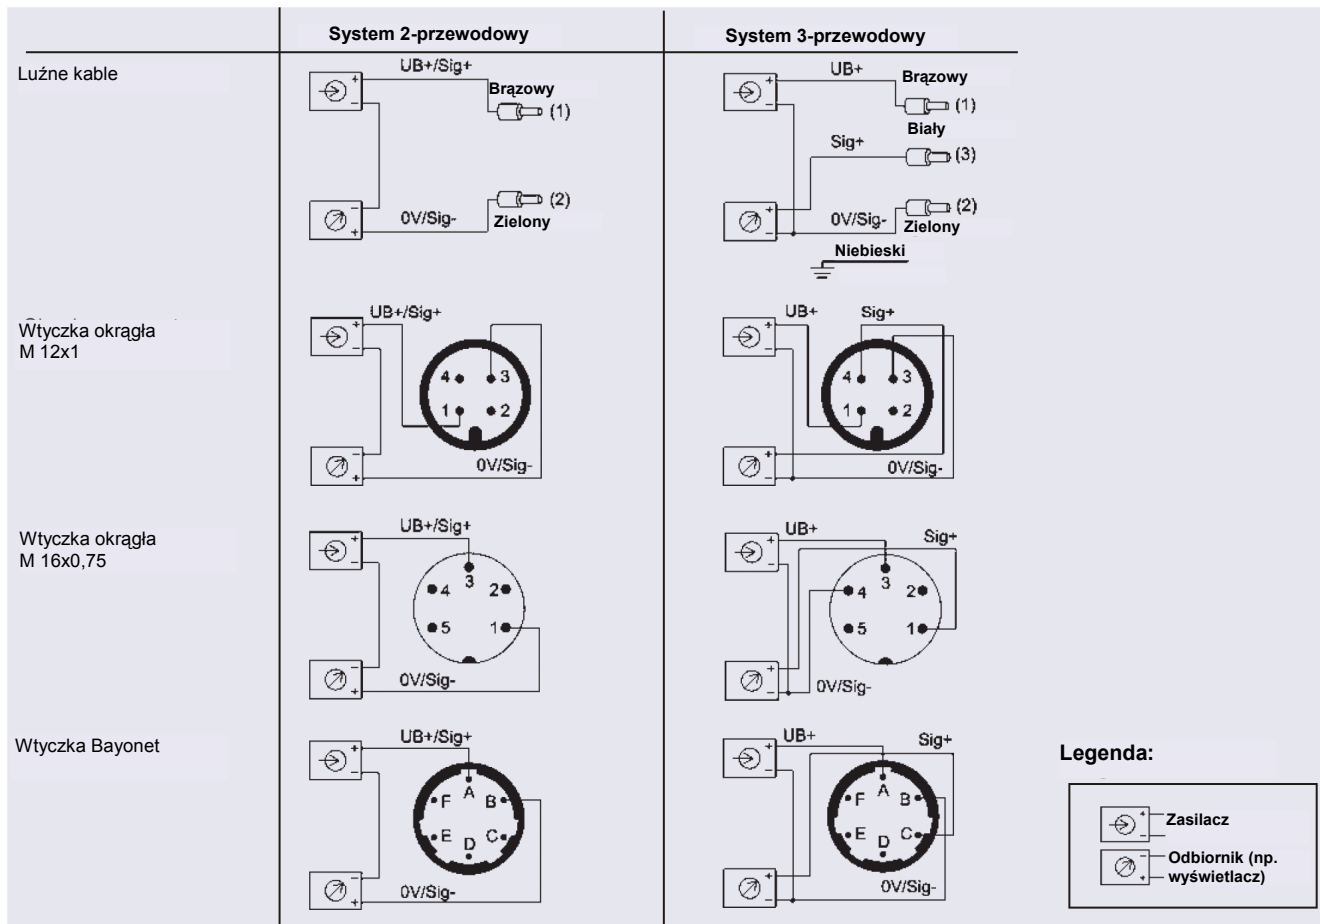 System 2-przewodowy
System 3-przewodowy
Luźne kable
UB+/Sig+
Brązowy
+
-
(1)
(2)
-
+
0V/Sig-
Zielony
UB+
Brązowy
+
-
(1)
Biały
Sig+
(3)
+
-
(2)
0V/Sig-
Zielony
Niebieski
Wtyczka okrągła
M 12x1
UB+/Sig+
+
-
4
3
1
2
-
+
0V/Sig-
UB+
Sig+
+
-
4
3
1
2
+
-
0V/Sig-
Wtyczka okrągła
M 16x0,75
UB+/Sig+
+
-
3
4
2
5
1
-
+
0V/Sig-
UB+
Sig+
+
-
3
4
2
5
1
+
-
0V/Sig-
Wtyczka Bayonet
UB+/Sig+
+
-
A
F
B
E
C
D
-
+
0V/Sig-
UB+
Sig+
+
-
A
F
B
E
C
D
+
-
0V/Sig-
Legenda:
+
-
Zasilacz
-
+
Odbiornik (np.
wyświetlacz)